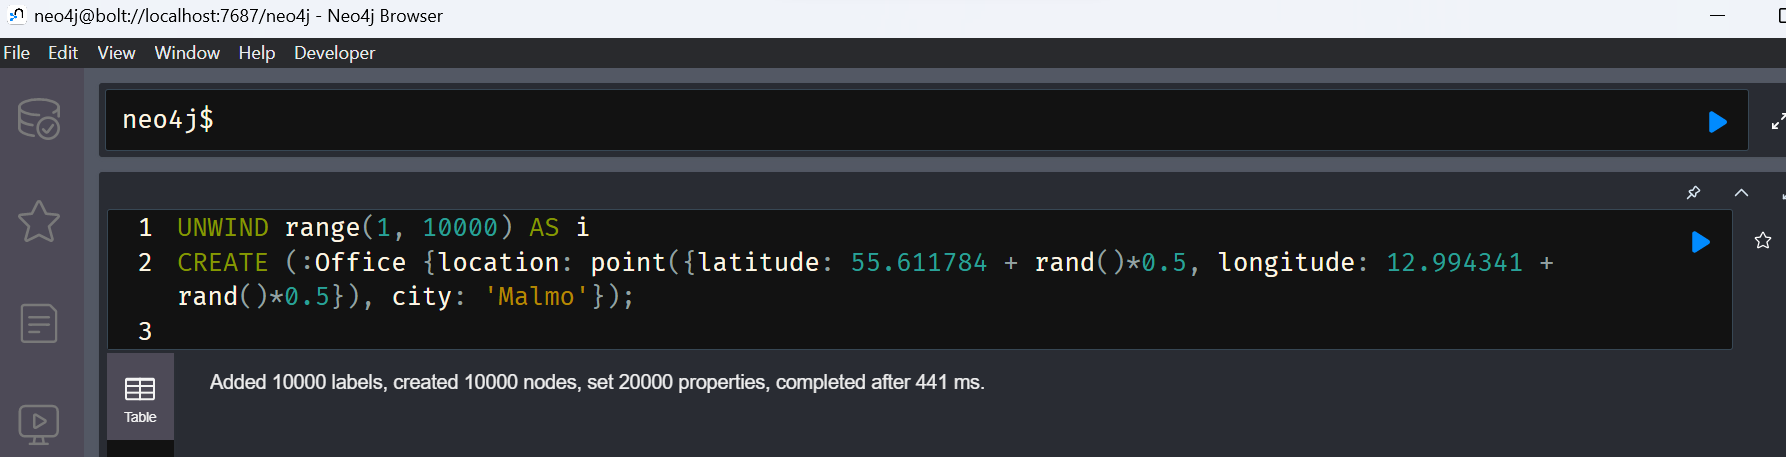 neo4j@bolt://localhost:7687/neo4j - Neo4j Browser
File Edit View Window Help Developer
neo4j$
1 UNWIND range(1, 10000) AS i
2 CREATE (:Office {location: point({latitude: 55.611784 + rand()*0.5, longitude: 12.994341 +
rand()*0.5}), city: 'Malmo'});
3
Added 10000 labels, created 10000 nodes, set 20000 properties, completed after 441 ms.
Table